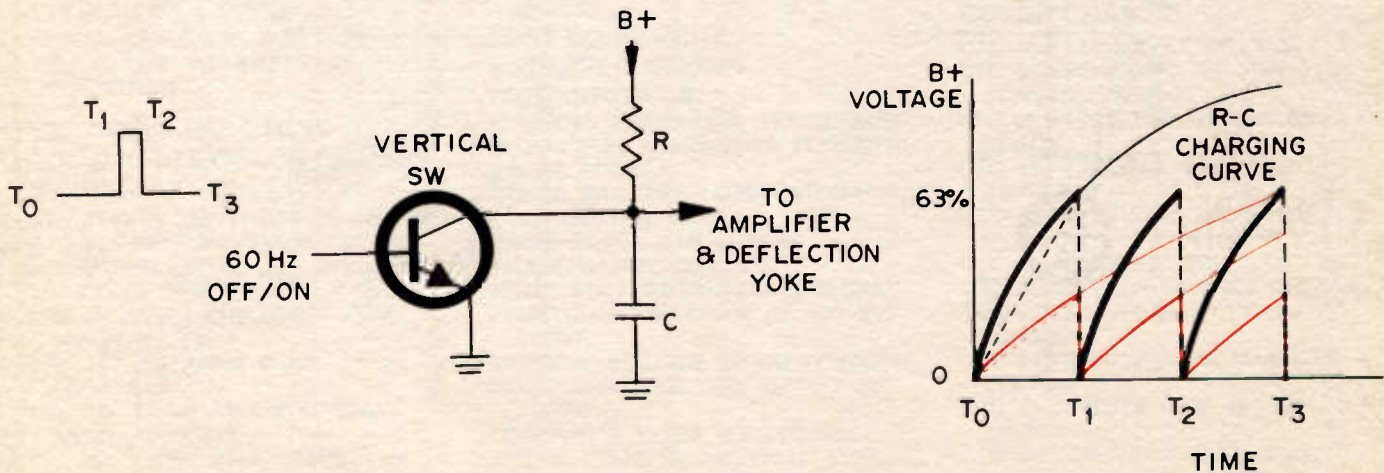 T1 T2
T0 T3
VERTICAL
SW
60 Hz
OFF/ON
B+
R
TO
AMPLIFIER
& DEFLECTION
YOKE
C
B+
VOLTAGE
R-C
CHARGING
CURVE
63%
0
T0 T1 T2 T3
TIME